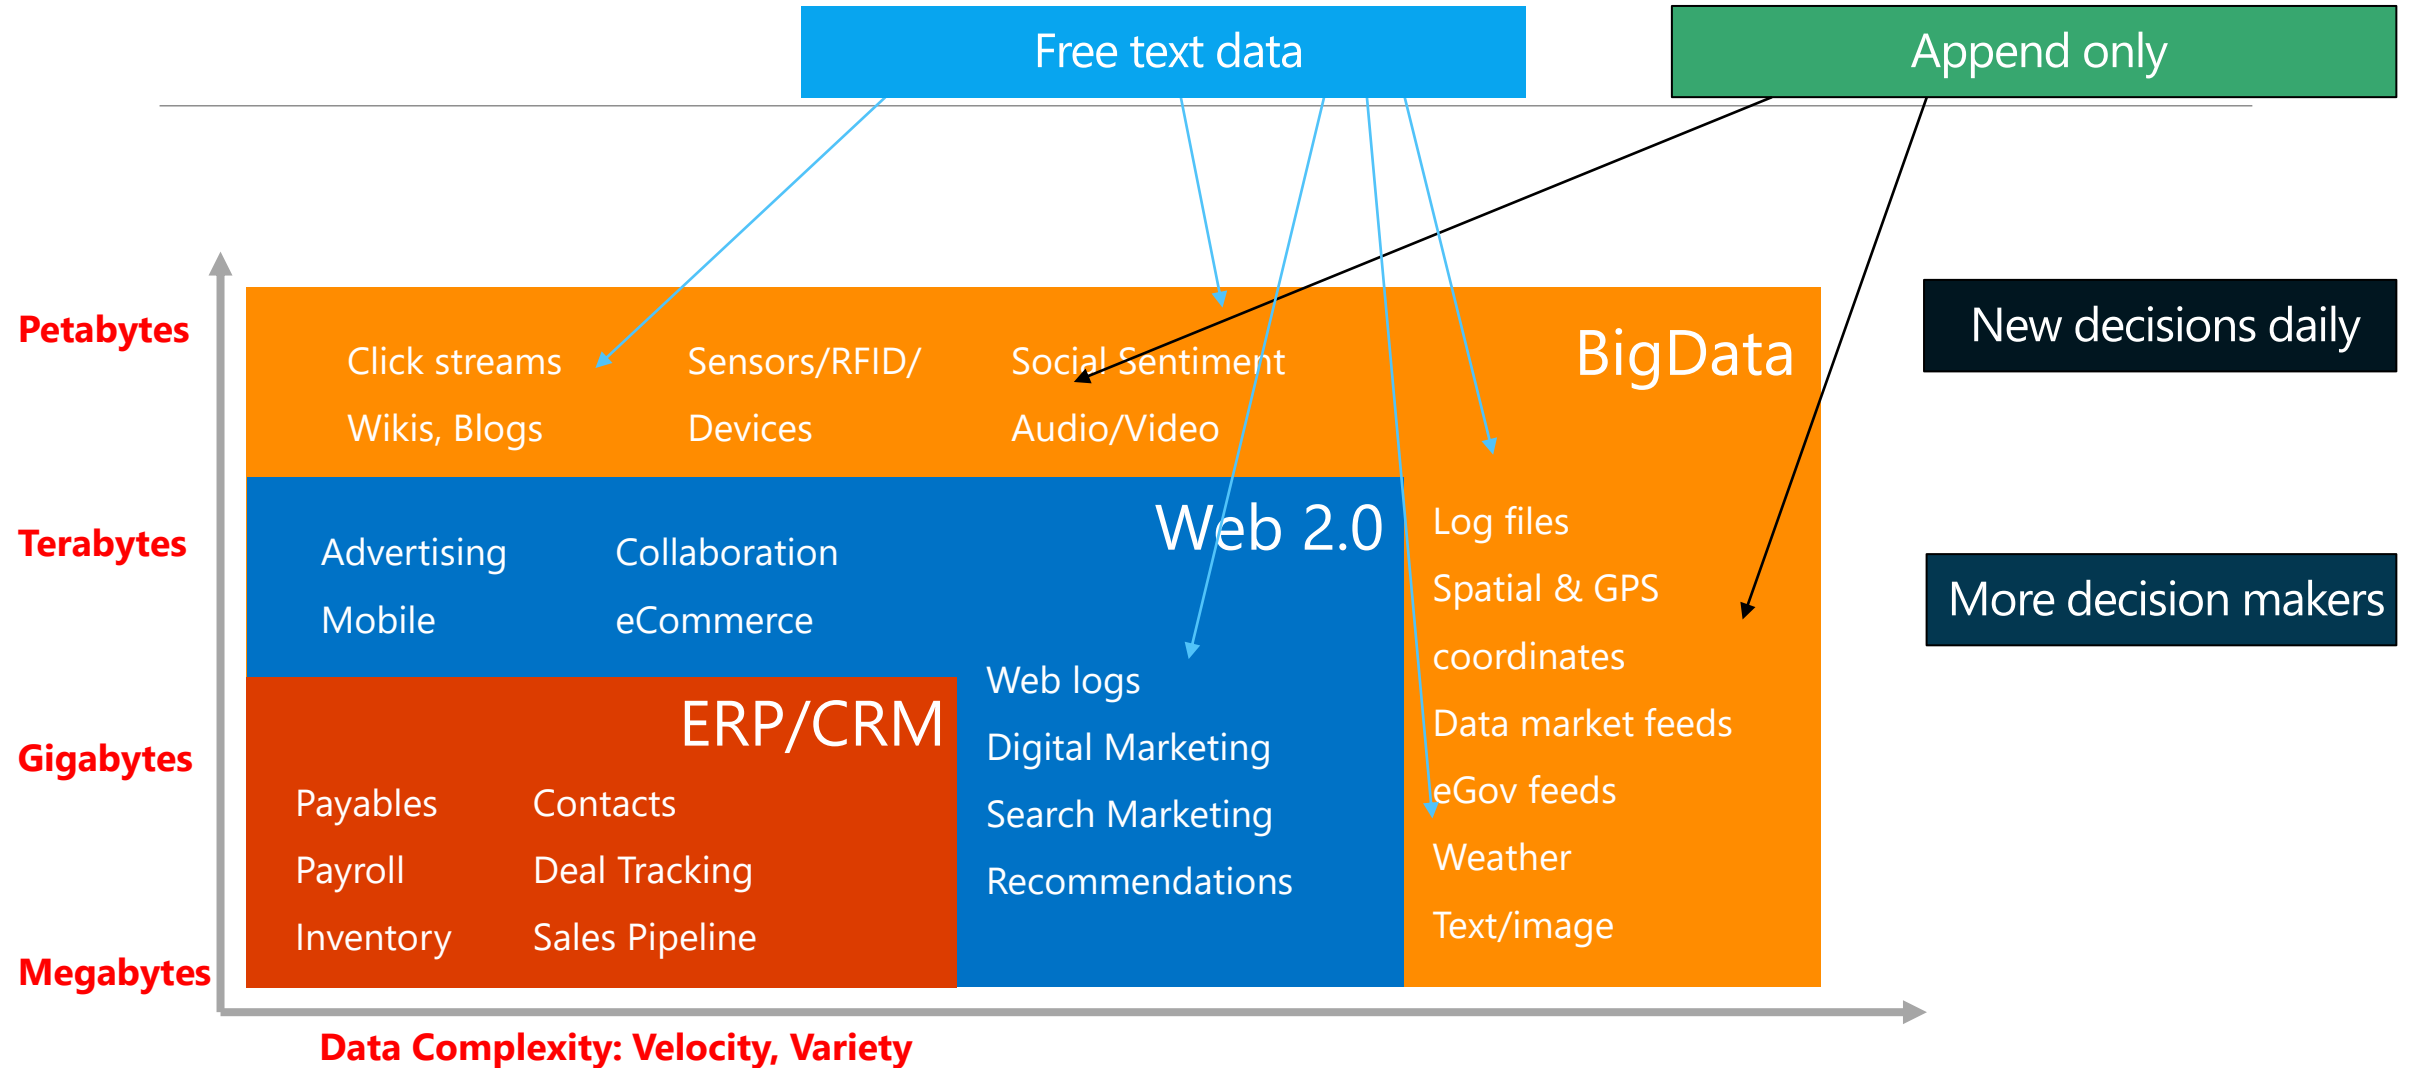 Free text data
Append only
Petabytes
Click streams
Wikis, Blogs
Sensors/RFID/
Devices
Social Sentiment
Audio/Video
BigData
New decisions daily
Terabytes
Advertising
Mobile
Collaboration
eCommerce
Web 2.0
Log files
Spatial & GPS
coordinates
Data market feeds
eGov feeds
Weather
Text/image
More decision makers
Web logs
Digital Marketing
Search Marketing
Recommendations
Gigabytes
ERP/CRM
Payables
Payroll
Inventory
Contacts
Deal Tracking
Sales Pipeline
Megabytes
Data Complexity: Velocity, Variety